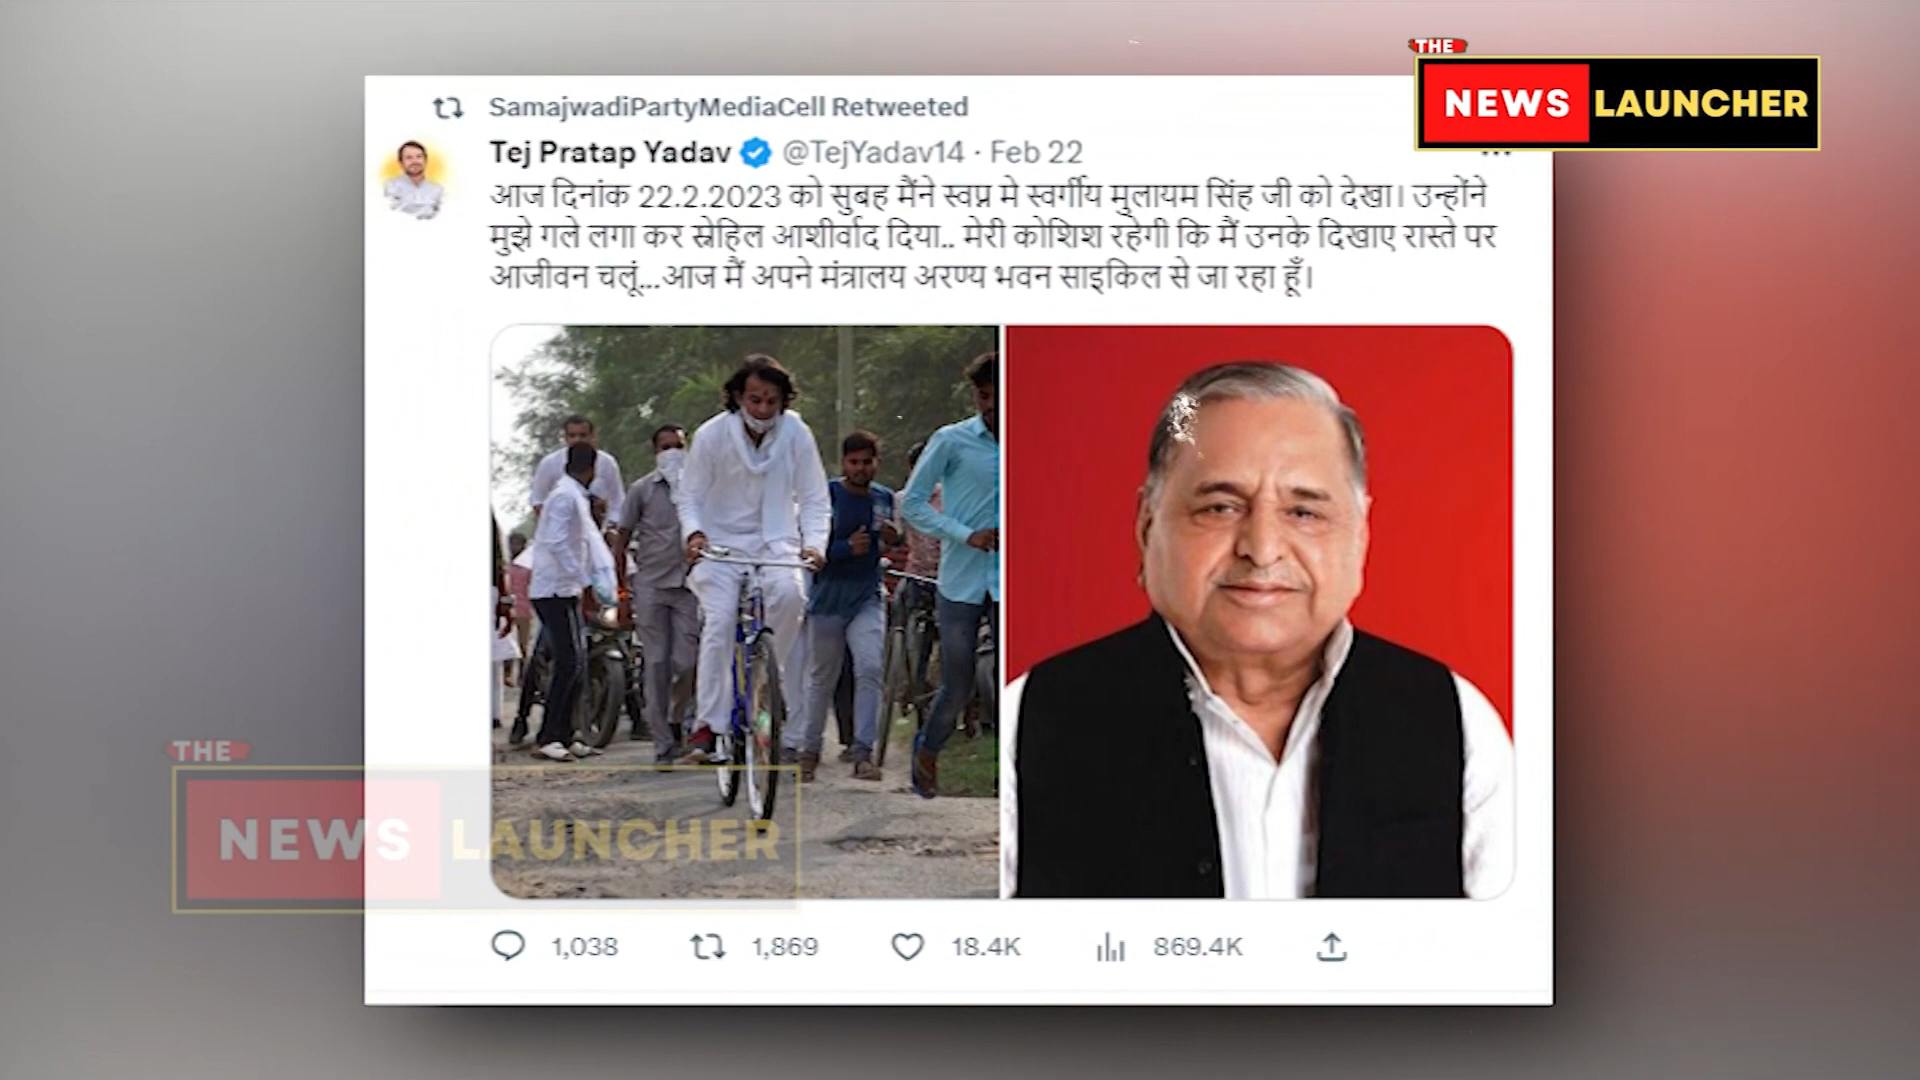 THE
NEWS LAUNCHER
SamajwadiPartyMediaCell Retweeted
Tej Pratap Yadav @TejYadav14 · Feb 22
आज दिनांक 22.2.2023 को सुबह मैंने स्वप्न मे स्वर्गीय मुलायम सिंह जी को देखा। उन्होंने
मुझे गले लगा कर स्नेहिल आशीर्वाद दिया.. मेरी कोशिश रहेगी कि मैं उनके दिखाए रास्ते पर
आजीवन चलूं...आज मैं अपने मंत्रालय अरण्य भवन साइकिल से जा रहा हूँ।
THE
NEWS LAUNCHER
1,038 1,869 18.4K 869.4K